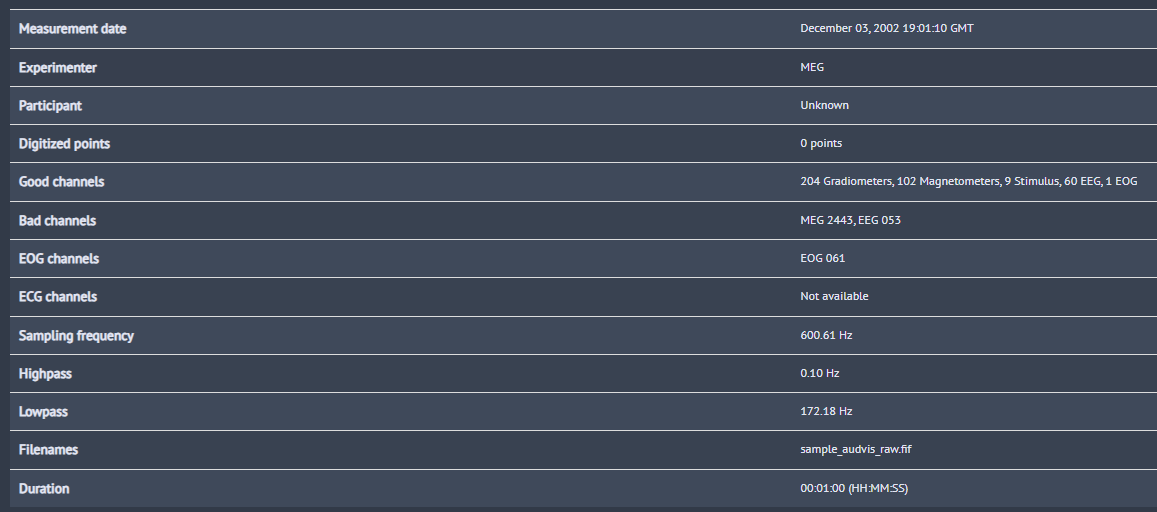 Measurement date December 03, 2002 19:01:10 GMT
Experimenter MEG
Participant Unknown
Digitized points 0 points
Good channels 204 Gradiometers, 102 Magnetometers, 9 Stimulus, 60 EEG, 1 EOG
Bad channels MEG 2443, EEG 053
EOG channels EOG 061
ECG channels Not available
Sampling frequency 600.61 Hz
Highpass 0.10 Hz
Lowpass 172.18 Hz
Filenames sample_audvis_raw.fif
Duration 00:01:00 (HH:MM:SS)